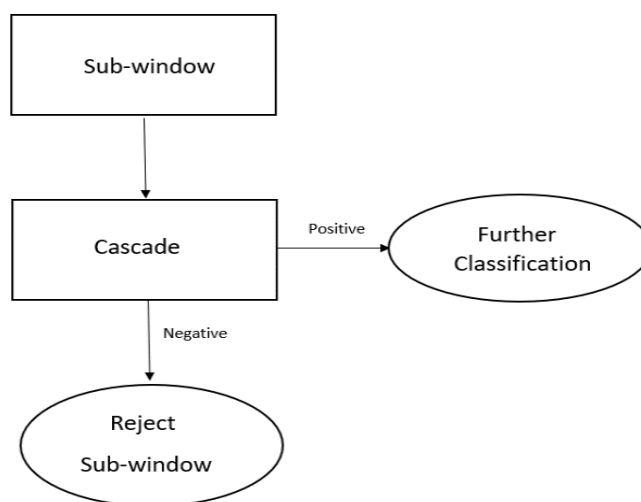 Sub-window
Cascade
Positive
Further
Classification
Negative
Reject
Sub-window